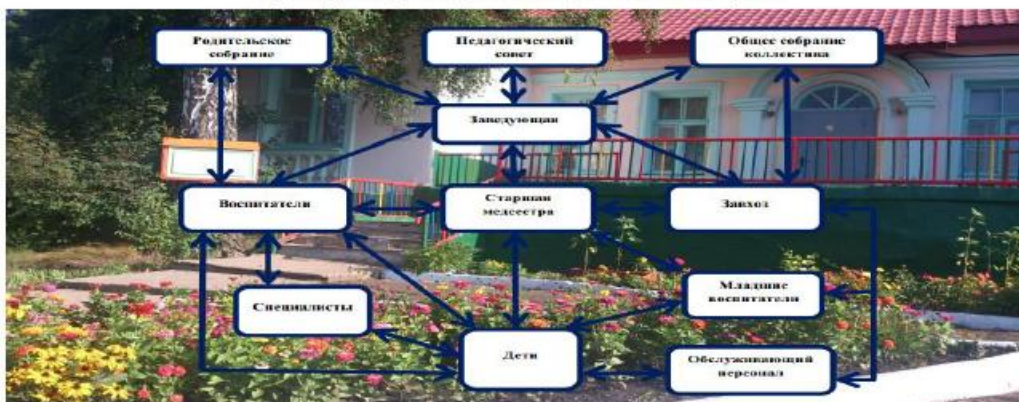 Родительское
собрание
Педагогический
совет
Общее собрание
коллектива
Заведующая
Воспитатели
Старшая
медсестра
Завхоз
Специалисты
Младшие
воспитатели
Дети
Обслуживающий
персонал